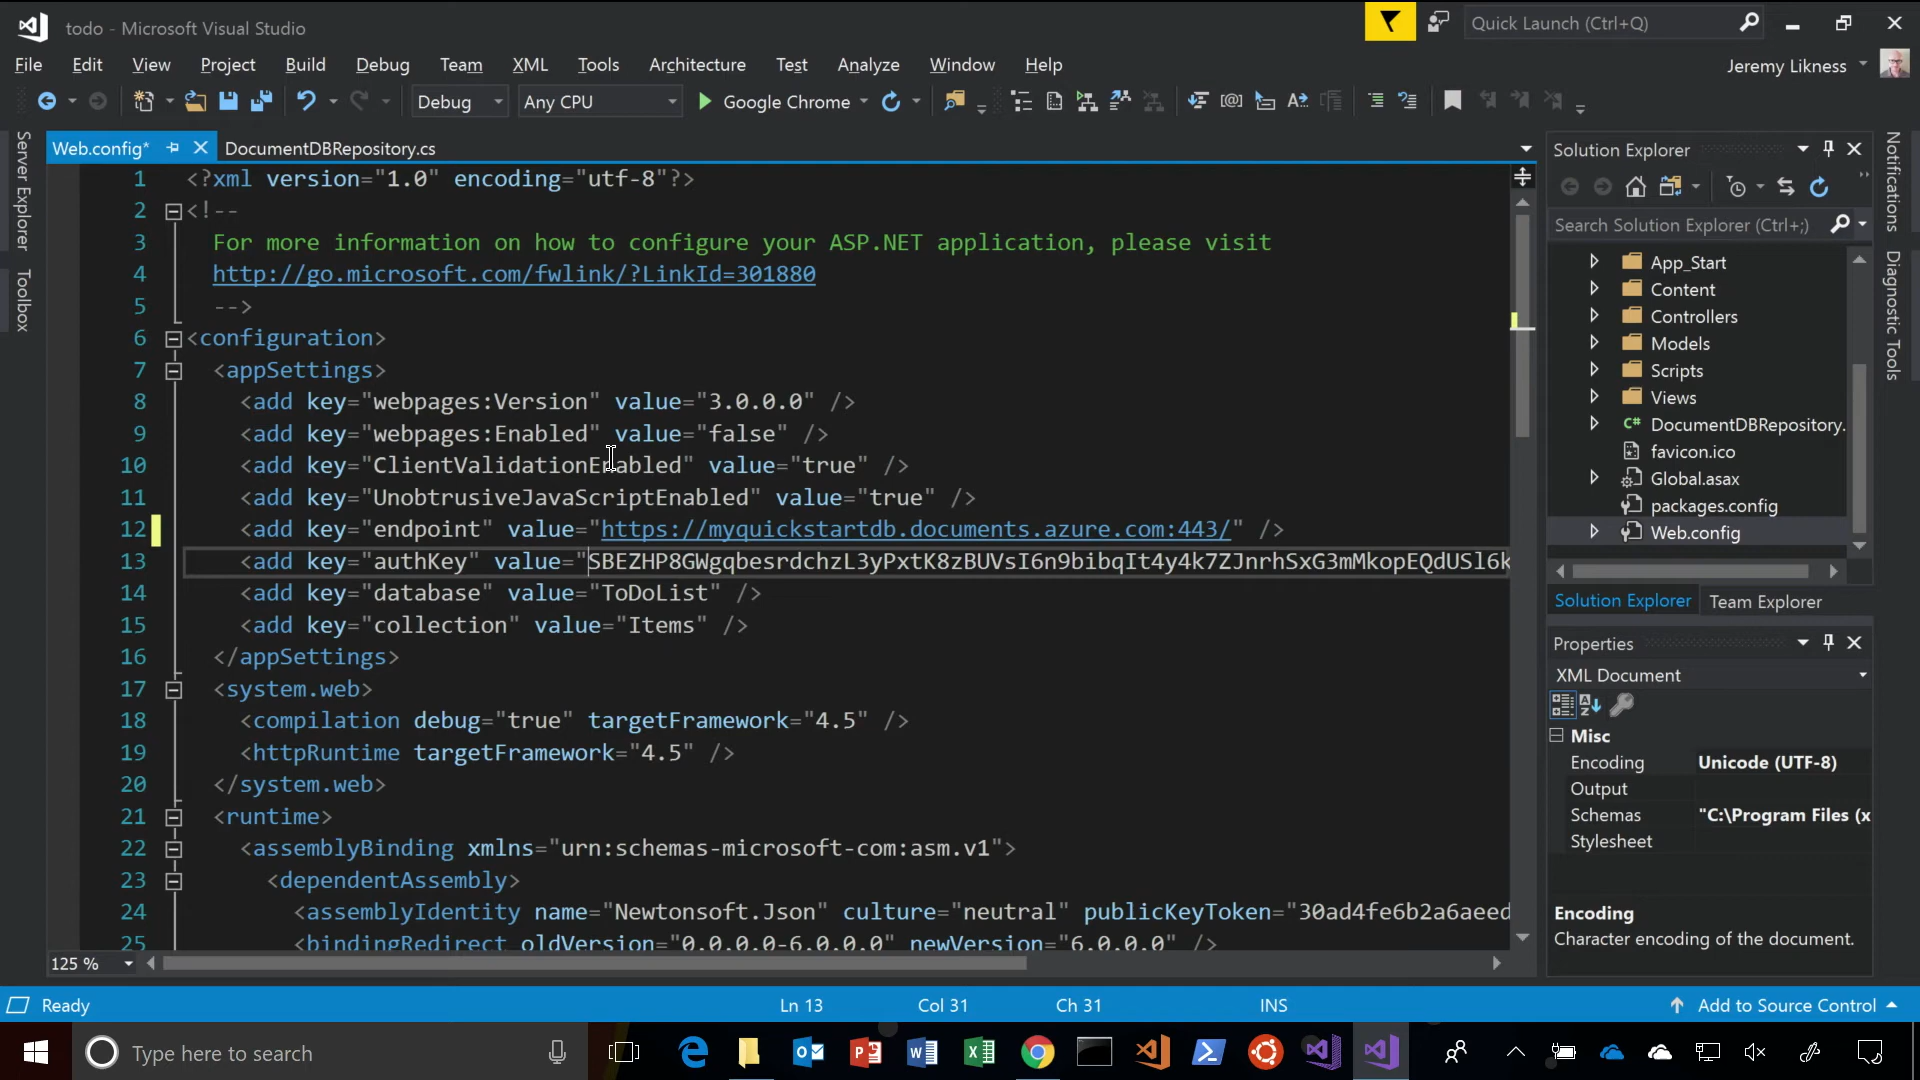 todo - Microsoft Visual Studio
Quick Launch (Ctrl+Q)
File Edit View Project Build Debug Team XML Tools Architecture Test Analyze Window Help
Jeremy Likness
Debug Any CPU Google Chrome
Server Explorer
Toolbox
Web.config* DocumentDBRepository.cs
1 <?xml version="1.0" encoding="utf-8"?>
2 <!--
3 For more information on how to configure your ASP.NET application, please visit
4 http://go.microsoft.com/fwlink/?LinkId=301880
5 -->
6 <configuration>
7 <appSettings>
8 <add key="webpages:Version" value="3.0.0.0" />
9 <add key="webpages:Enabled" value="false" />
10 <add key="ClientValidationEnabled" value="true" />
11 <add key="UnobtrusiveJavaScriptEnabled" value="true" />
12 <add key="endpoint" value="https://myquickstartdb.documents.azure.com:443/" />
13 <add key="authKey" value="SBEZHP8GWgqbesrdchzL3yPxtK8zBUVsI6n9bibqIt4y4k7ZJnrhSxG3mMkopEQdUSl6k
14 <add key="database" value="ToDoList" />
15 <add key="collection" value="Items" />
16 </appSettings>
17 <system.web>
18 <compilation debug="true" targetFramework="4.5" />
19 <httpRuntime targetFramework="4.5" />
20 </system.web>
21 <runtime>
22 <assemblyBinding xmlns="urn:schemas-microsoft-com:asm.v1">
23 <dependentAssembly>
24 <assemblyIdentity name="Newtonsoft.Json" culture="neutral" publicKeyToken="30ad4fe6b2a6aeed
25 <bindingRedirect oldVersion="0.0.0.0-6.0.0.0" newVersion="6.0.0.0" />
125 %
Solution Explorer
Search Solution Explorer (Ctrl+;)
App_Start
Content
Controllers
Models
Scripts
Views
C# DocumentDBRepository.
favicon.ico
Global.asax
packages.config
Web.config
Solution Explorer Team Explorer
Properties
XML Document
Misc
Encoding Unicode (UTF-8)
Output
Schemas "C:\Program Files (x
Stylesheet
Encoding
Character encoding of the document.
Notifications
Diagnostic Tools
Ready Ln 13 Col 31 Ch 31 INS Add to Source Control
Type here to search